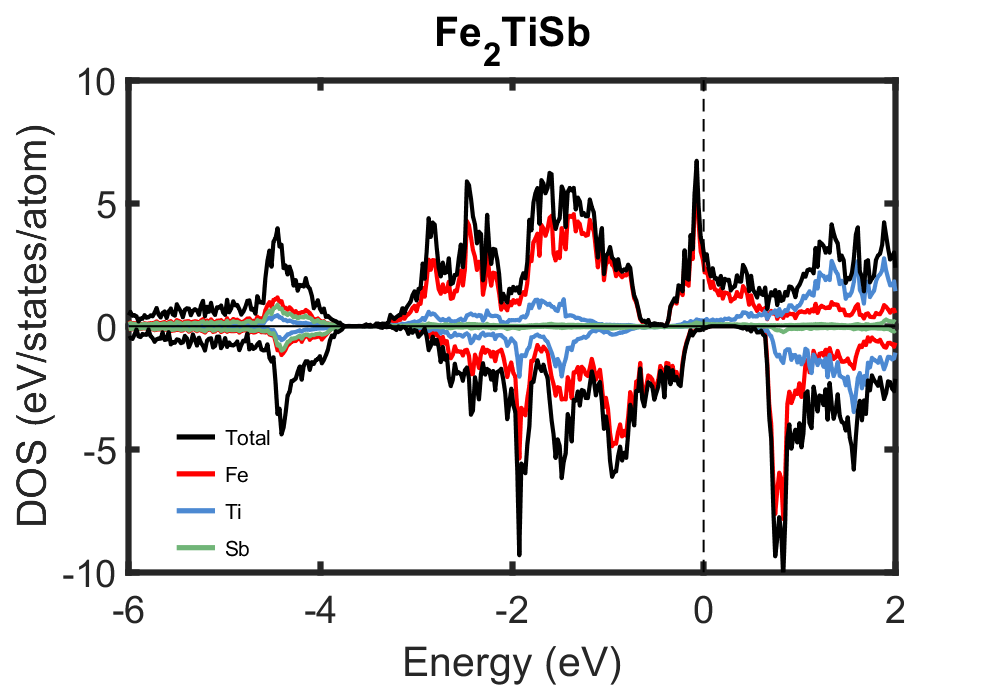 Fe₂TiSb
10
5
0
-5
-10
DOS (eV/states/atom)
Total
Fe
Ti
Sb
-6 -4 -2 0 2
Energy (eV)